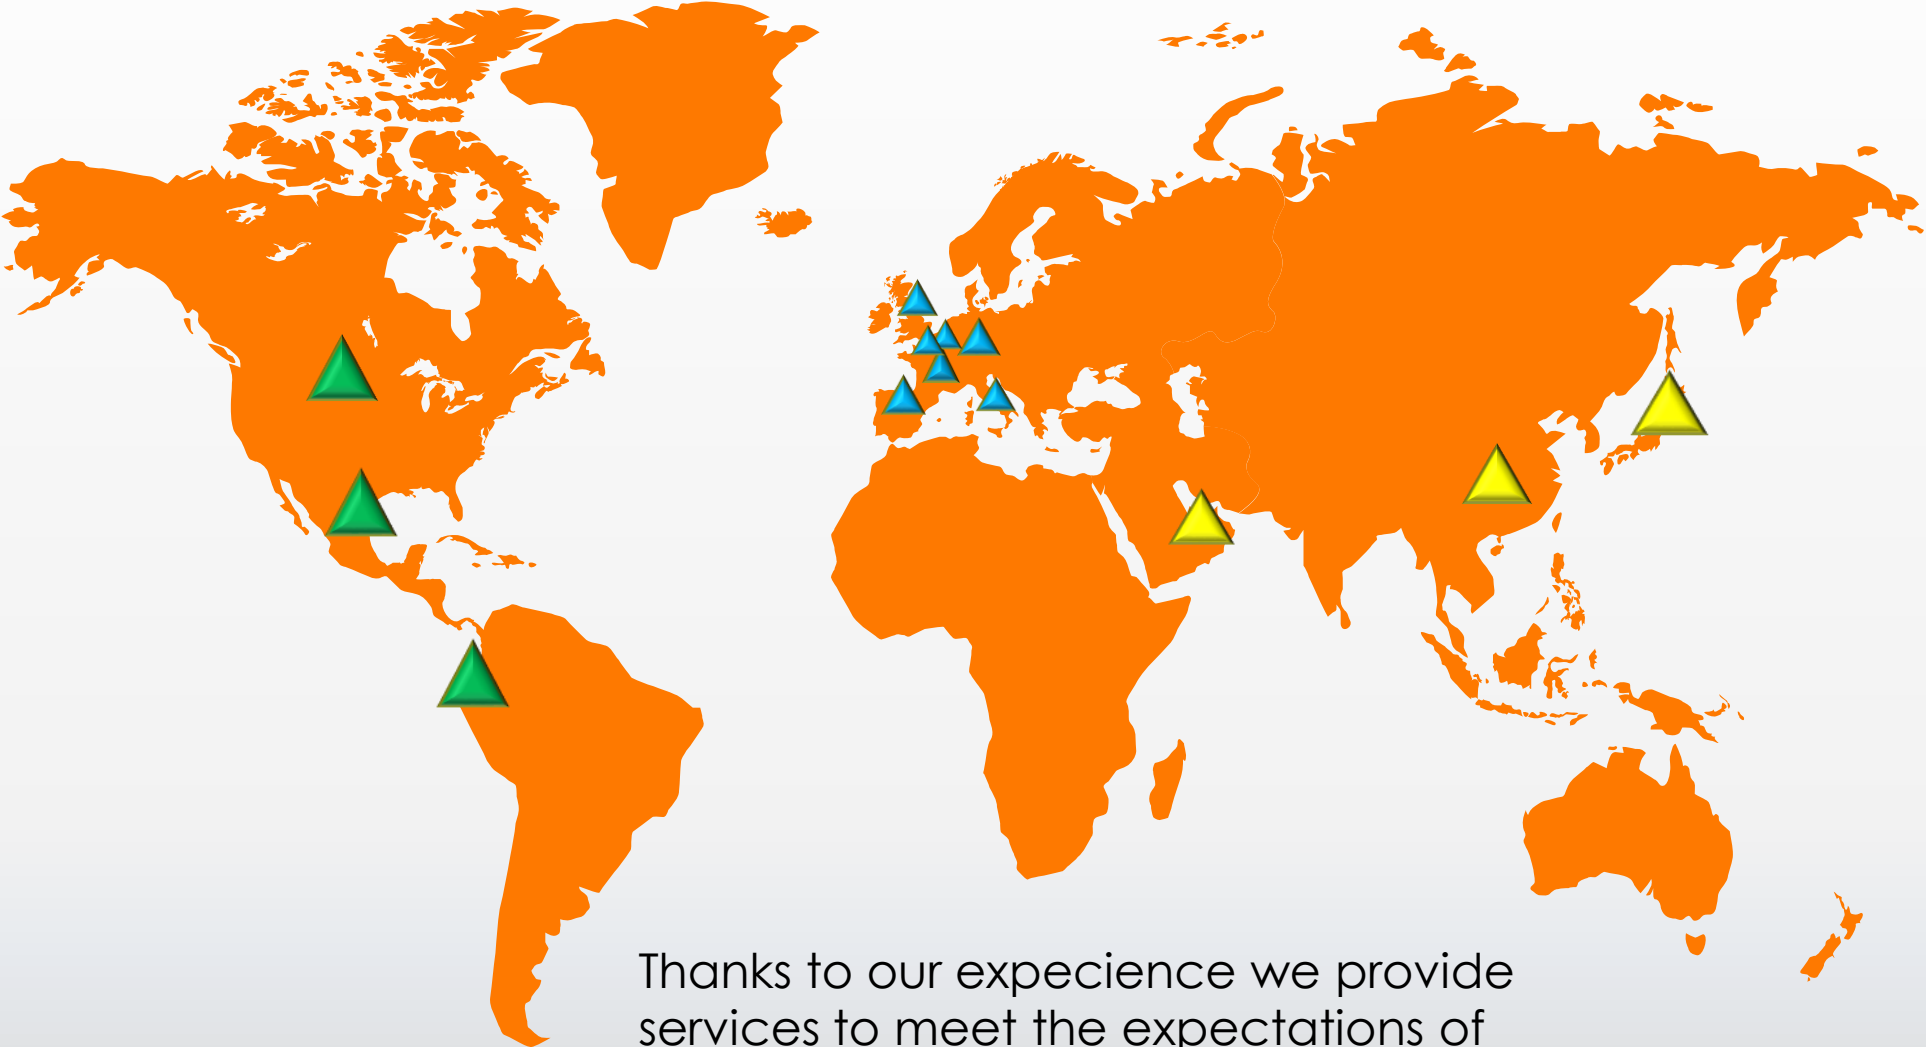 Thanks to our expecience we provide
services to meet the expectations of